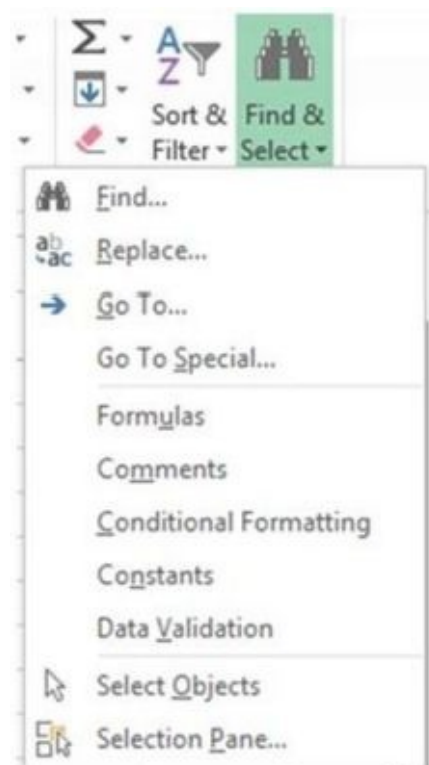 Sort & Find &
Filter Select
Find...
Replace...
Go To...
Go To Special...
Formulas
Comments
Conditional Formatting
Constants
Data Validation
Select Objects
Selection Pane...